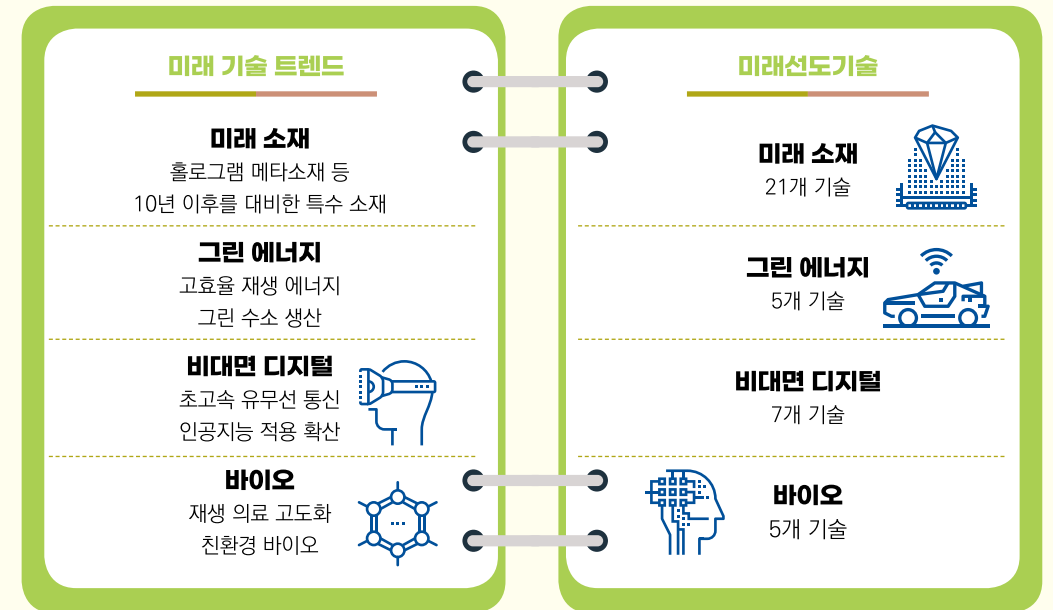 미래 기술 트렌드
미래 소재
홀로그램 메타소재 등
10년 이후를 대비한 특수 소재
그린 에너지
고효율 재생 에너지
그린 수소 생산
비대면 디지털
초고속 유무선 통신
인공지능 적용 확산
바이오
재생 의료 고도화
친환경 바이오
미래선도기술
미래 소재
21개 기술
그린 에너지
5개 기술
비대면 디지털
7개 기술
바이오
5개 기술